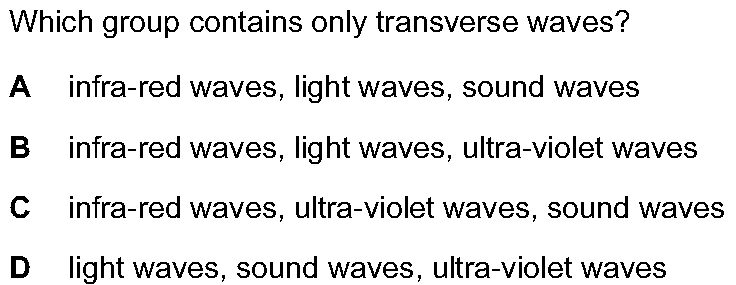 Which group contains only transverse waves?
A infra-red waves, light waves, sound waves
B infra-red waves, light waves, ultra-violet waves
C infra-red waves, ultra-violet waves, sound waves
D light waves, sound waves, ultra-violet waves